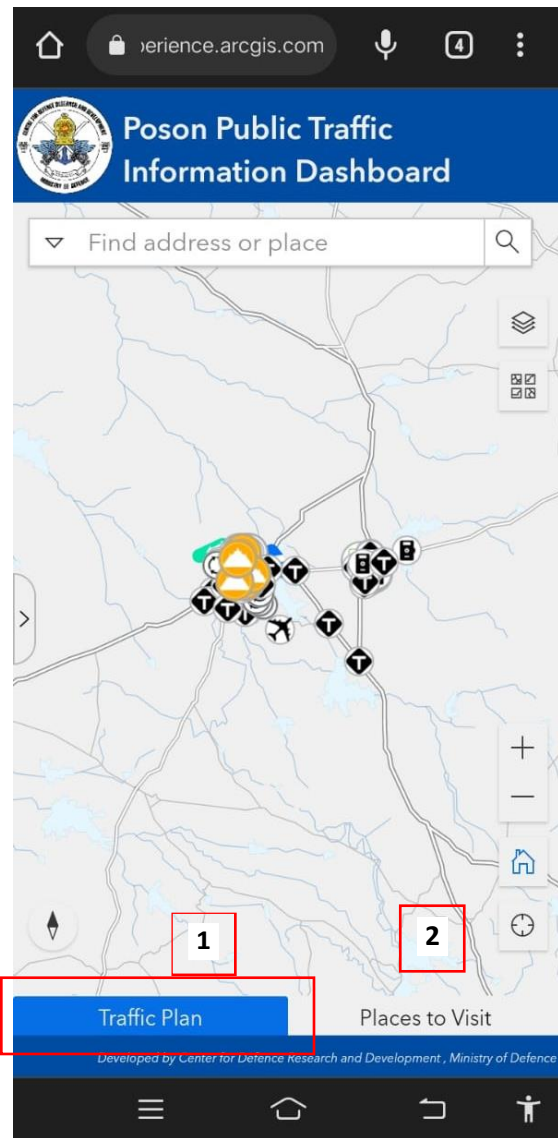 perience.arcgis.com
4
Poson Public Traffic
Information Dashboard
Find address or place
T
T
T
T
T
T
T
T
1
2
Traffic Plan
Places to Visit
Developed by Center for Defence Research and Development , Ministry of Defence